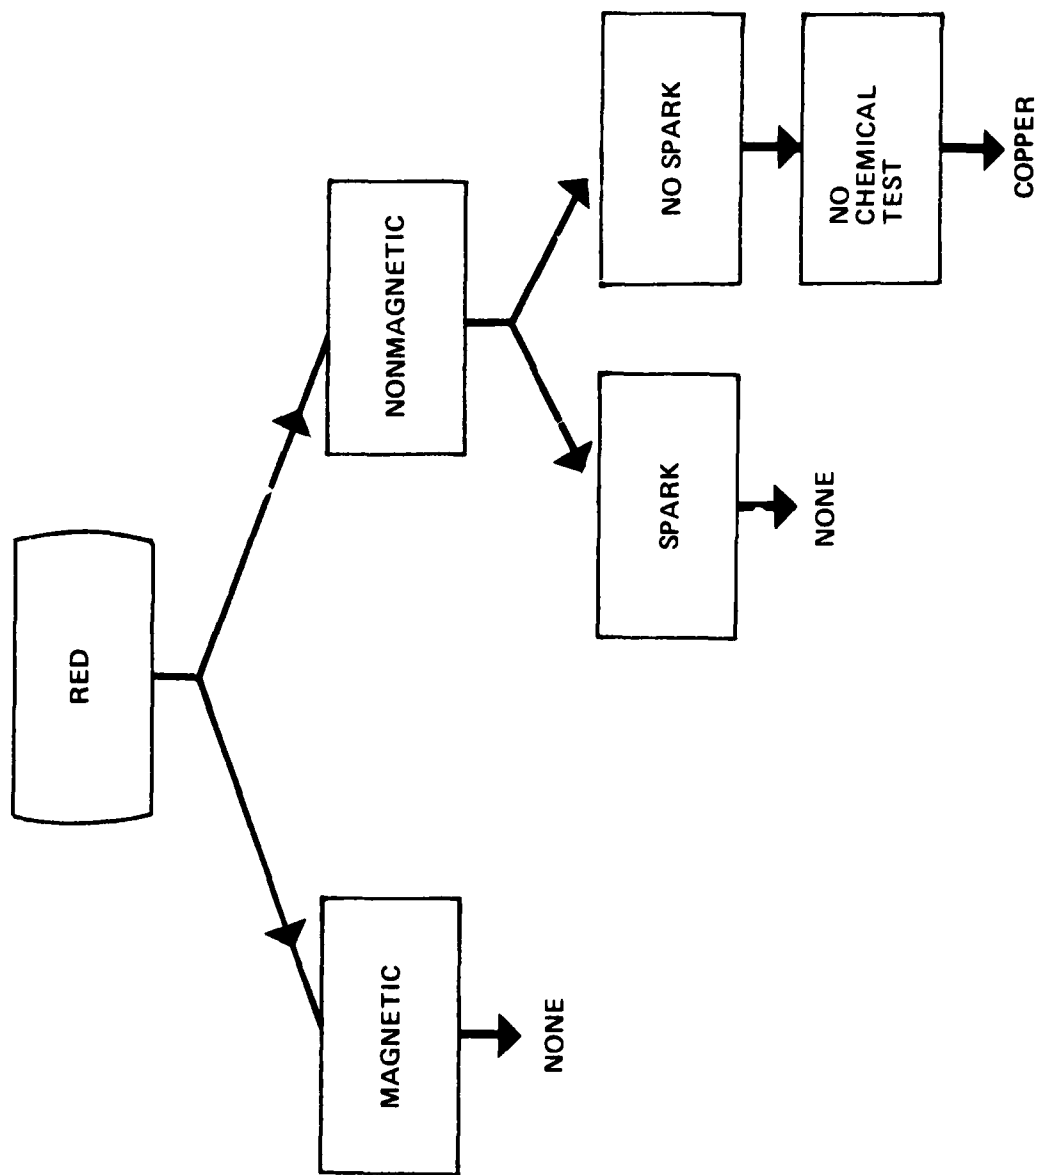 RED
MAGNETIC
NONE
NONMAGNETIC
SPARK
NONE
NO SPARK
NO
CHEMICAL
TEST
COPPER